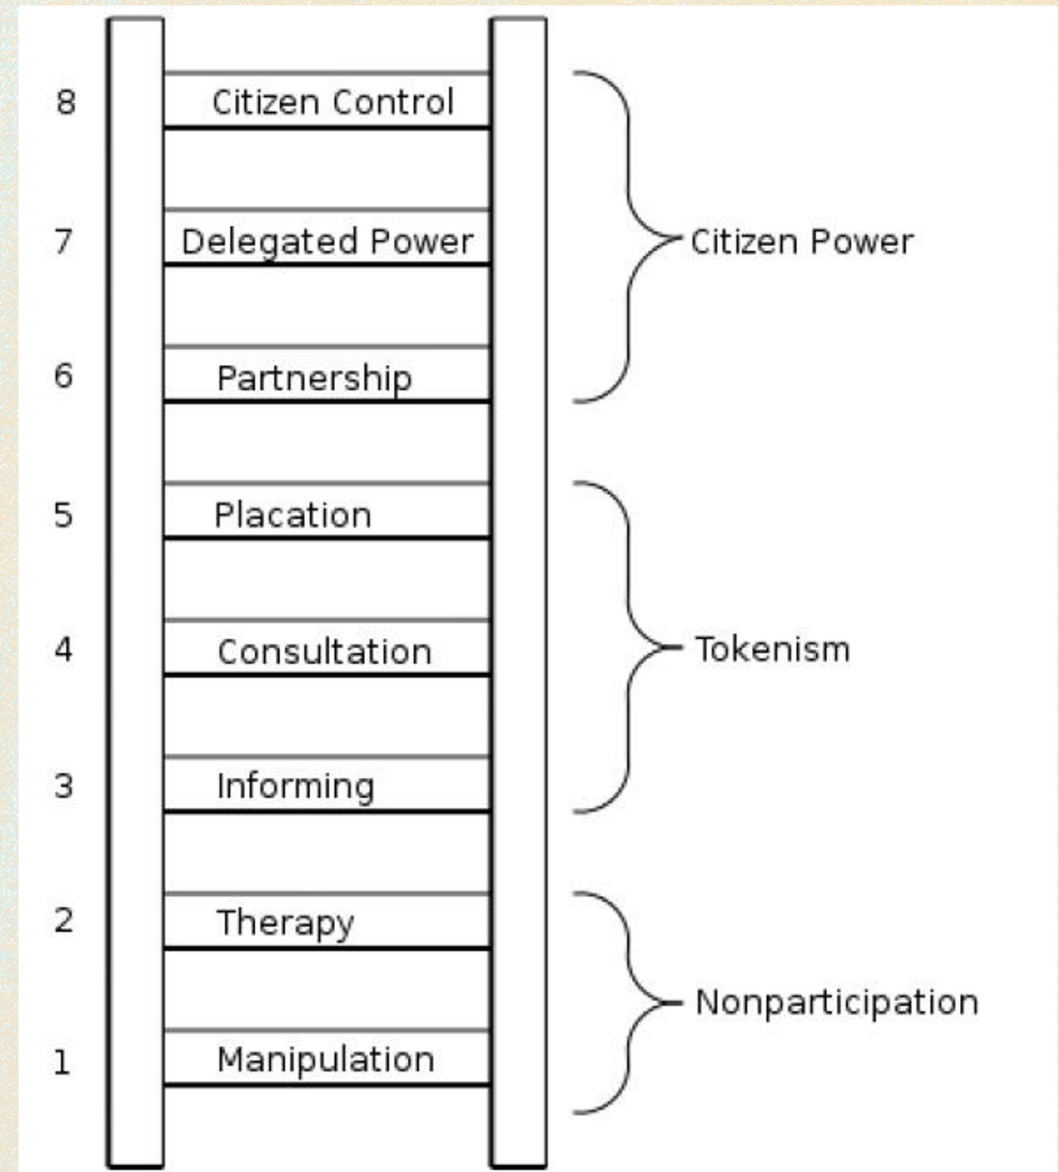 8 Citizen Control
7 Delegated Power Citizen Power
6 Partnership
5 Placation
4 Consultation Tokenism
3 Informing
2 Therapy
Nonparticipation
1 Manipulation